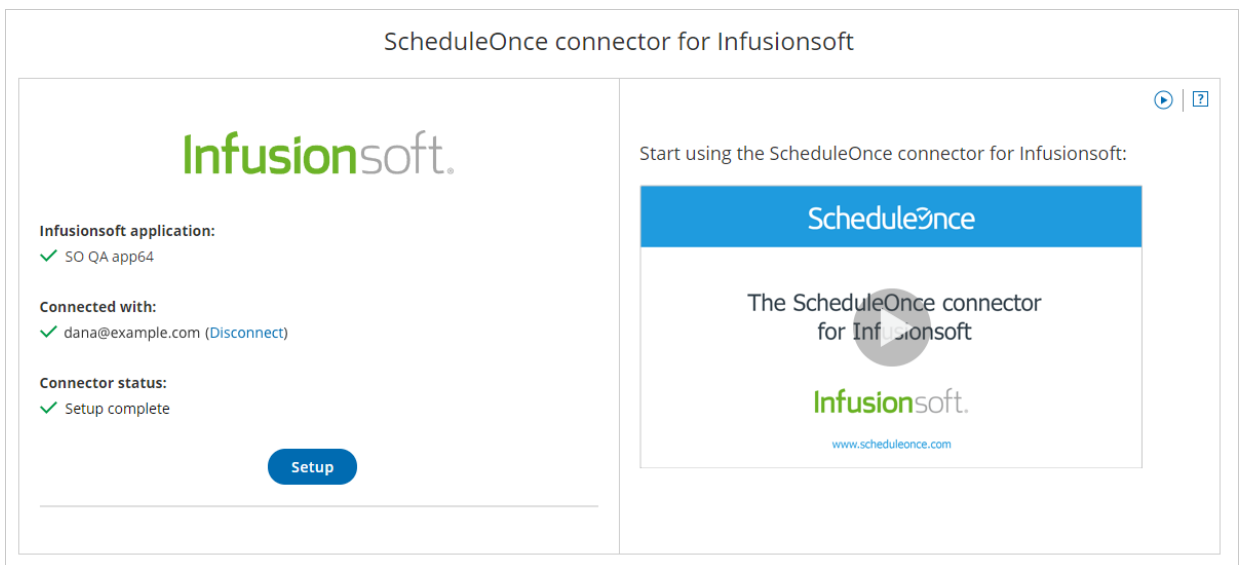 ScheduleOnce connector for Infusionsoft
Infusionsoft.
Infusionsoft application:
SO QA app64
Connected with:
dana@example.com (Disconnect)
Connector status:
Setup complete
Setup
?
Start using the ScheduleOnce connector for Infusionsoft:
ScheduleOnce
The ScheduleOnce connector
for Infusionsoft
Infusionsoft.
www.scheduleonce.com